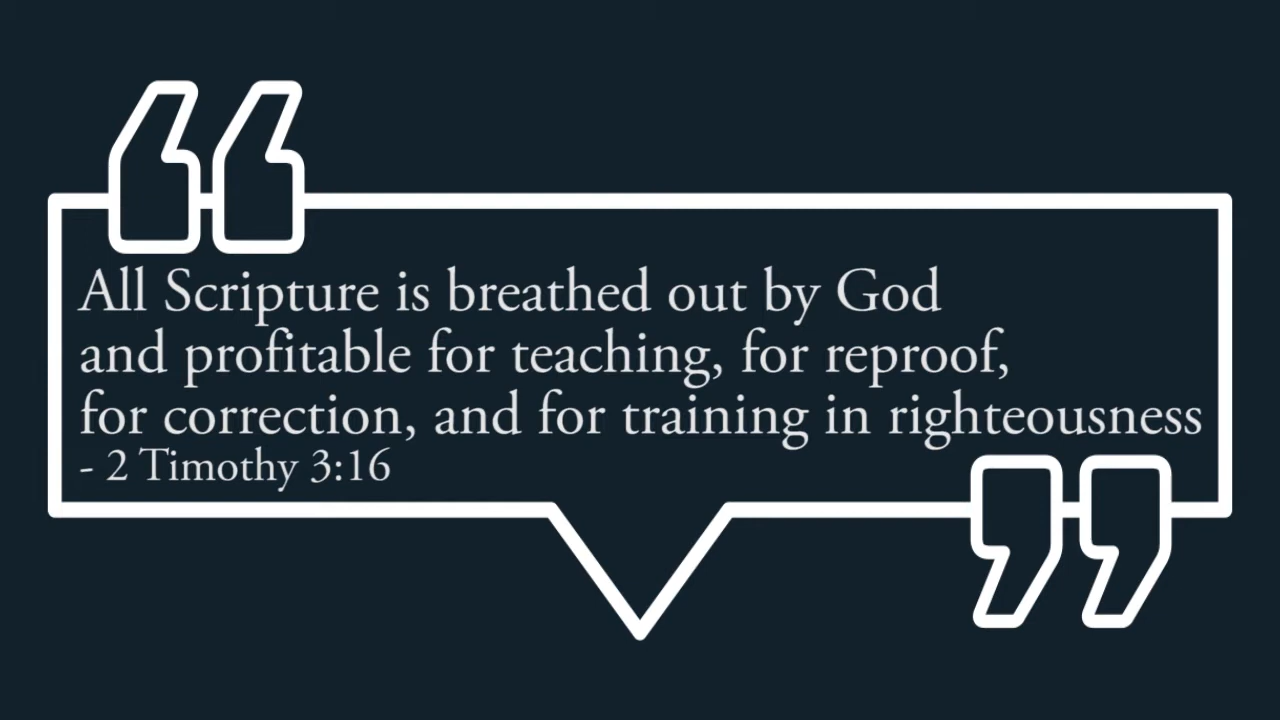 All Scripture is breathed out by God
and profitable for teaching, for reproof,
for correction, and for training in righteousness
- 2 Timothy 3:16